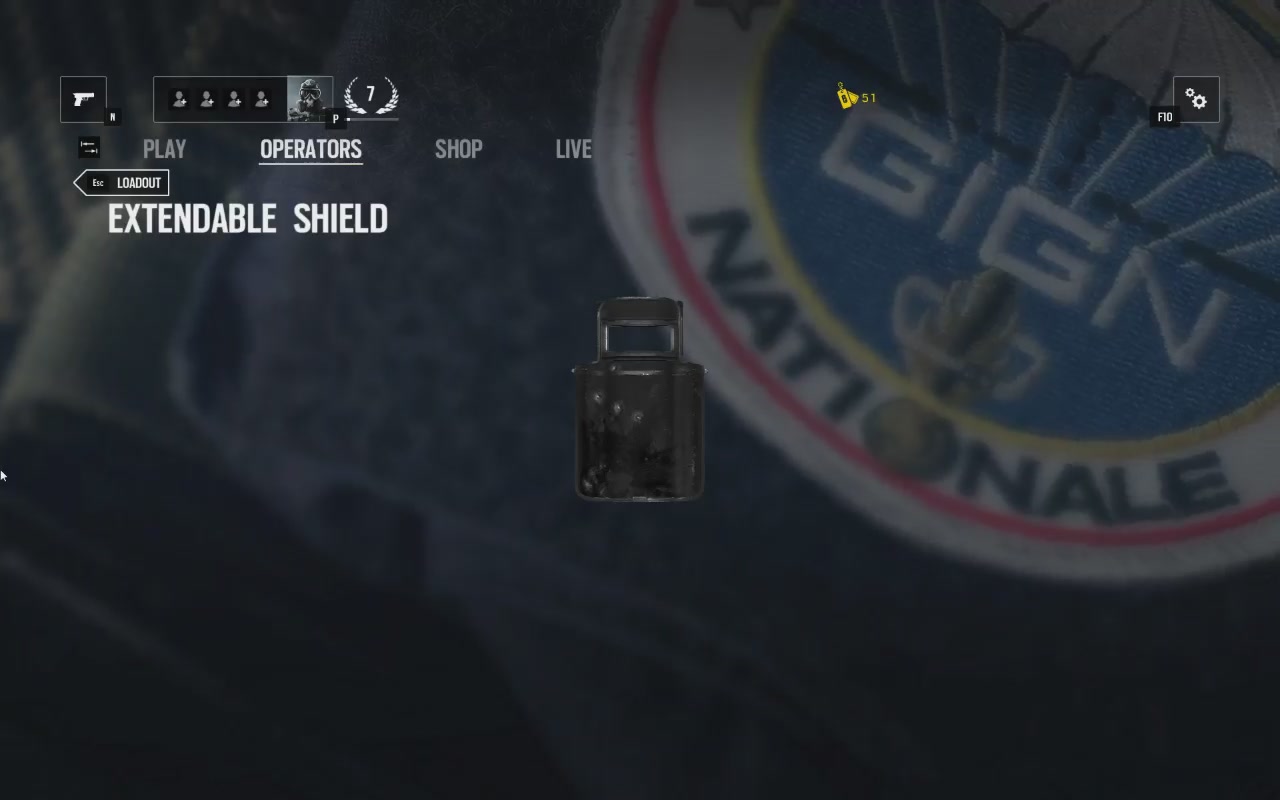 N
P
7
51
F10
PLAY
OPERATORS
SHOP
LIVE
Esc LOADOUT
EXTENDABLE SHIELD
GIGN
NATIONALE